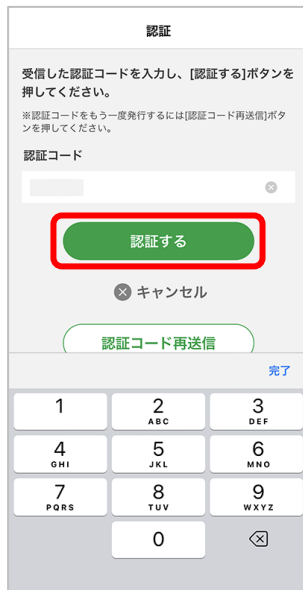 認証
受信した認証コードを入力し、[認証する]ボタンを
押してください。
※認証コードをもう一度発行するには[認証コード再送信]ボタ
ンを押してください。
認証コード
認証する
キャンセル
認証コード再送信
完了
1 2 3
ABC DEF
4 5 6
GHI JKL MNO
7 8 9
PQRS TUV WXYZ
0